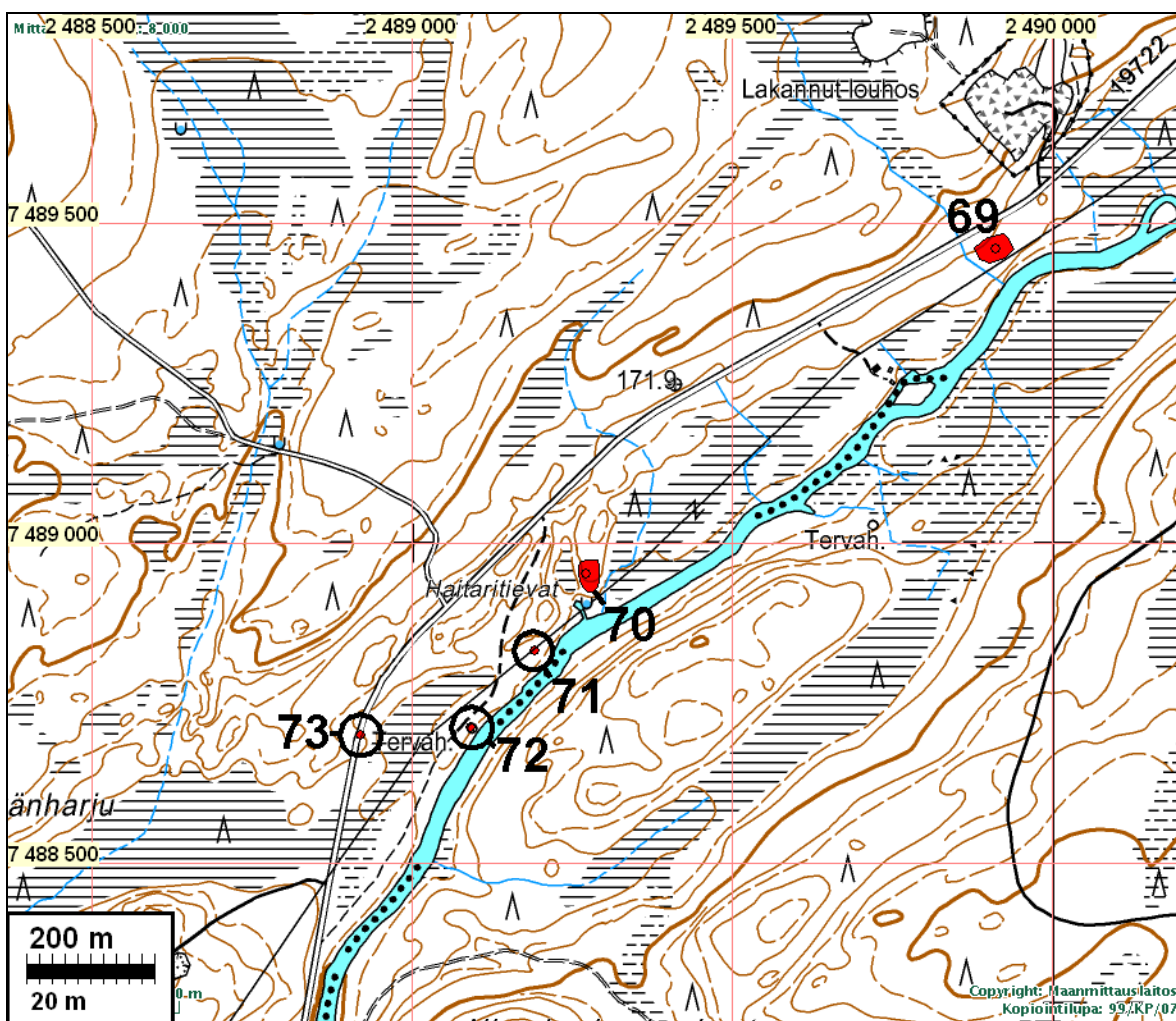 2 488 500
: 8 000
2 489 000
2 489 500
2 490 000
19722
Lakannut louhos
7 489 500
69
171.9
7 489 000
Tervah.
Haitaritievat
70
71
73
Tervah.
72
änharju
7 488 500
200 m
20 m
0 m
Copyright: Maanmittauslaitos
Kopiointilupa: 99/KP/07